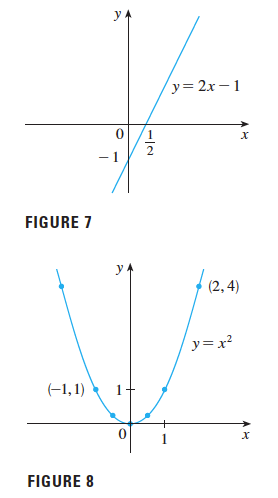 y
y = 2x − 1
0
1/2
x
−1
FIGURE 7
y
(2, 4)
y = x²
(−1, 1)
1
0
1
x
FIGURE 8